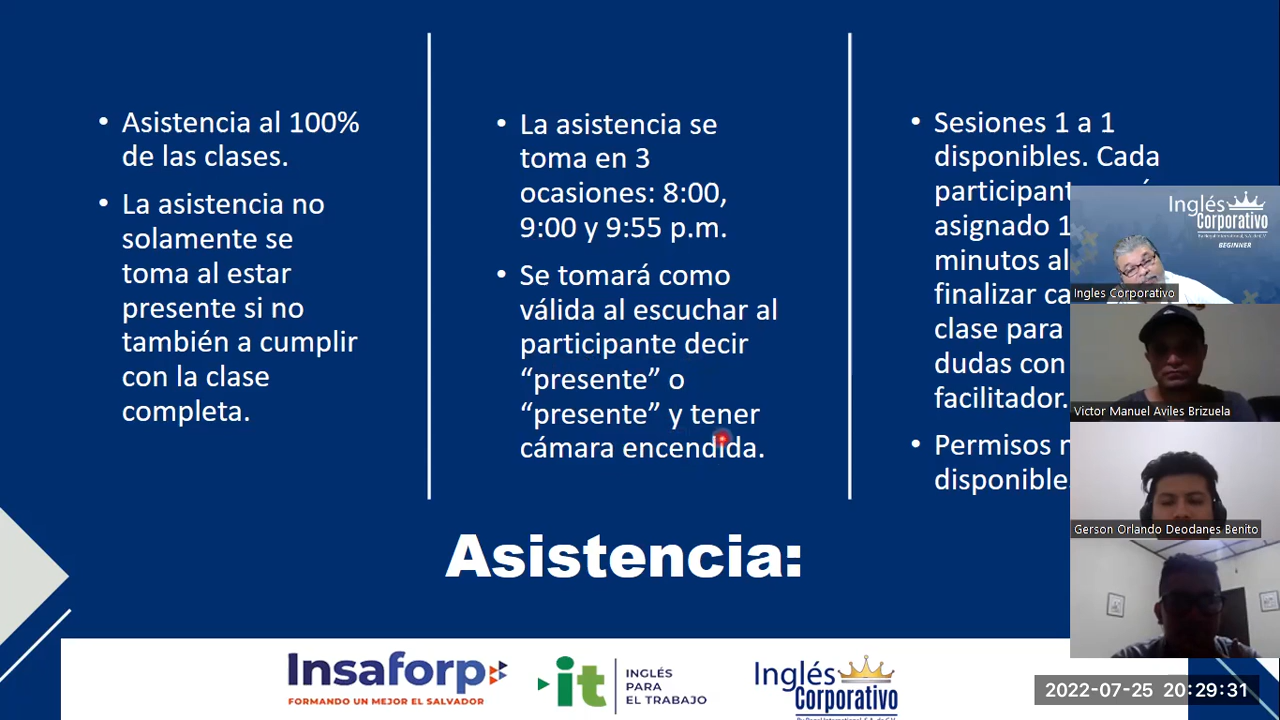 • Asistencia al 100%
de las clases.
• La asistencia no
solamente se
toma al estar
presente si no
también a cumplir
con la clase
completa.
• La asistencia se
toma en 3
ocasiones: 8:00,
9:00 y 9:55 p.m.
• Se tomará como
válida al escuchar al
participante decir
“presente” o
“presente” y tener
cámara encendida.
• Sesiones 1 a 1
disponibles. Cada
asignado
minutos
finalizar
clase para
dudas con
facilitador.
• Permisos
Asistencia:
Inglés
Corporativo
BEGINNER
Ingles Corporativo
Victor Manuel Aviles Brizuela
Gerson Orlando Deodanes Benito
Insaforp
FORMANDO UN MEJOR EL SALVADOR
it
INGLÉS
PARA
EL TRABAJO
Inglés
Corporativo
2022-07-25 20:29:31